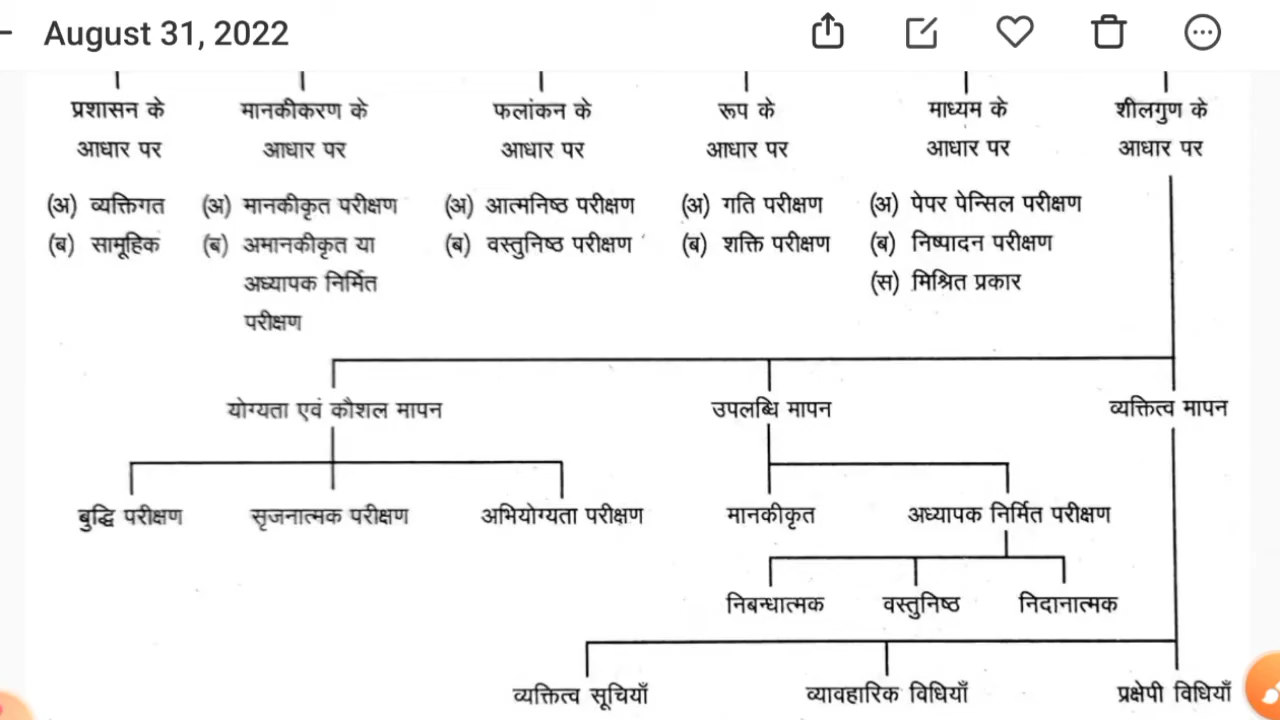 August 31, 2022
प्रशासन के मानकीकरण के फलांकन के रूप के माध्यम के शीलगुण के
आधार पर आधार पर आधार पर आधार पर आधार पर आधार पर
(अ) व्यक्तिगत (अ) मानकीकृत परीक्षण (अ) आत्मनिष्ठ परीक्षण (अ) गति परीक्षण (अ) पेपर पेन्सिल परीक्षण
(ब) सामूहिक (ब) अमानकीकृत या (ब) वस्तुनिष्ठ परीक्षण (ब) शक्ति परीक्षण (ब) निष्पादन परीक्षण
अध्यापक निर्मित (स) मिश्रित प्रकार
परीक्षण
योग्यता एवं कौशल मापन उपलब्धि मापन व्यक्तित्व मापन
बुद्धि परीक्षण सृजनात्मक परीक्षण अभियोग्यता परीक्षण मानकीकृत अध्यापक निर्मित परीक्षण
निबन्धात्मक वस्तुनिष्ठ निदानात्मक
व्यक्तित्व सूचियाँ व्यावहारिक विधियाँ प्रक्षेपी विधियाँ